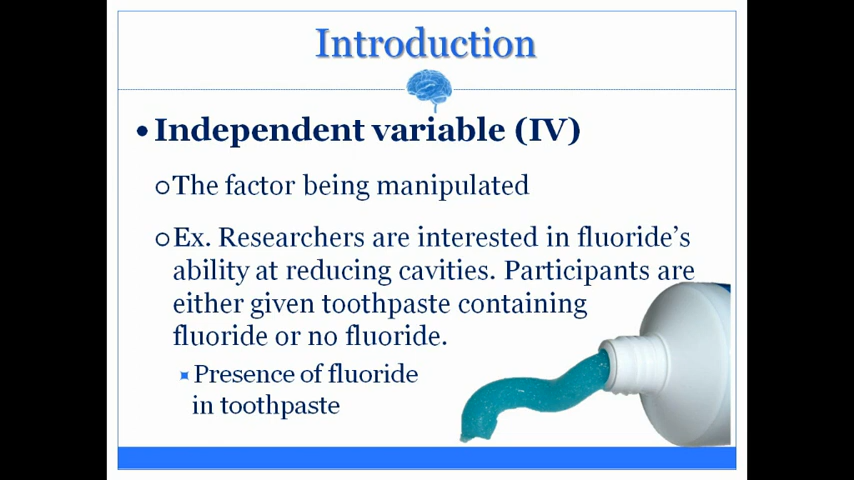 Introduction
• Independent variable (IV)
○The factor being manipulated
○Ex. Researchers are interested in fluoride’s
ability at reducing cavities. Participants are
either given toothpaste containing
fluoride or no fluoride.
Presence of fluoride
in toothpaste